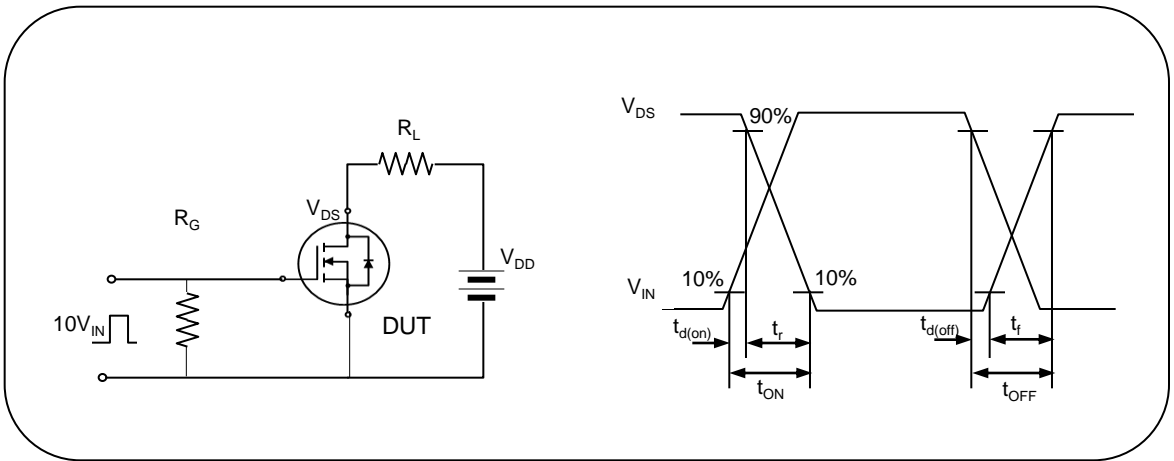 R_L
R_G
V_DS
V_DD
10V_IN
DUT
V_DS
90%
V_IN
10%
10%
t_d(on)
t_r
t_d(off)
t_f
t_ON
t_OFF